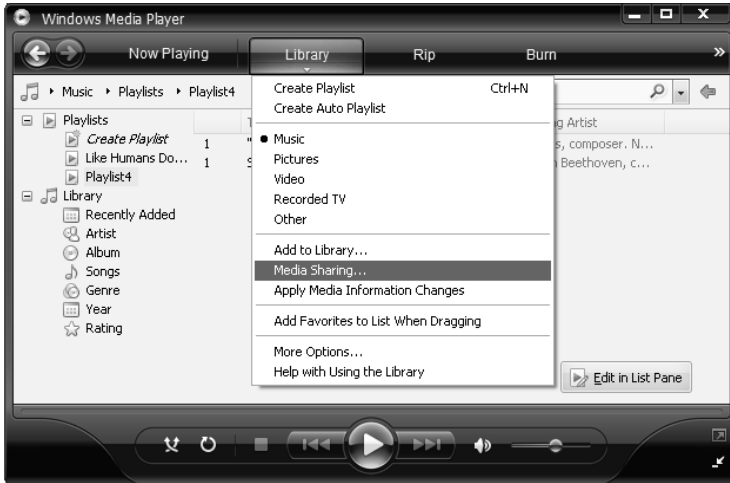 Windows Media Player
Now Playing
Library
Rip
Burn
»
Music ▸ Playlists ▸ Playlist4
Playlists
Create Playlist
Like Humans Do...
Playlist4
Library
Recently Added
Artist
Album
Songs
Genre
Year
Rating
1
1
Create Playlist Ctrl+N
Create Auto Playlist
Music
Pictures
Video
Recorded TV
Other
Add to Library...
Media Sharing...
Apply Media Information Changes
Add Favorites to List When Dragging
More Options...
Help with Using the Library
g Artist
s, composer. N...
Beethoven, c...
Edit in List Pane